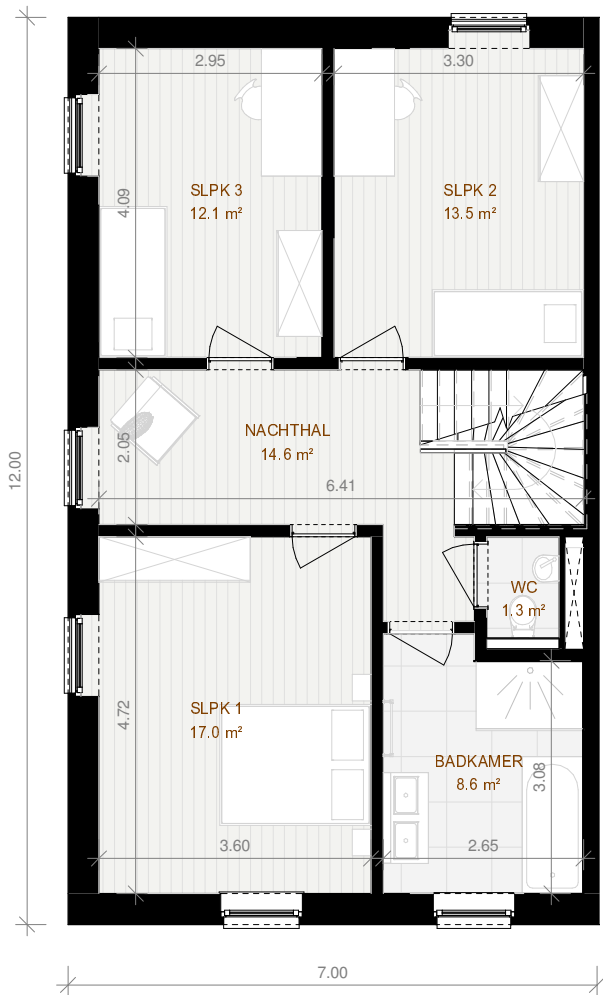 2.95
3.30
SLPK 3
12.1 m²
SLPK 2
13.5 m²
4.09
NACHTHAL
14.6 m²
2.05
12.00
6.41
WC
1.3 m²
SLPK 1
17.0 m²
4.72
BADKAMER
8.6 m²
3.08
3.60
2.65
7.00